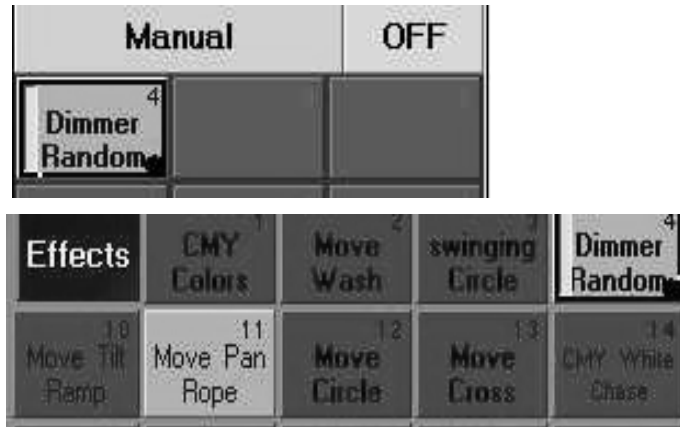 Manual OFF
4
Dimmer
Random
Effects
1
CMY
Colors
2
Move
Wash
3
swinging
Circle
4
Dimmer
Random
10
Move Tilt
Ramp
11
Move Pan
Rope
12
Move
Circle
13
Move
Cross
14
CMY White
Chase